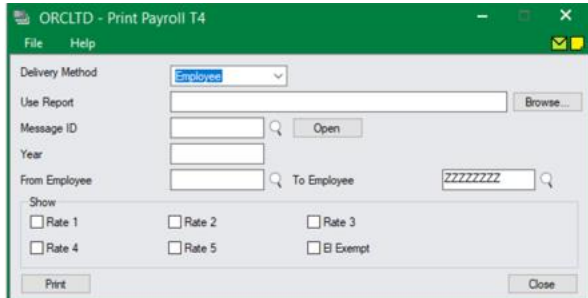 ORCLTD - Print Payroll T4
File Help
Delivery Method Employee
Use Report Browse...
Message ID Open
Year
From Employee To Employee ZZZZZZZZ
Show
Rate 1 Rate 2 Rate 3
Rate 4 Rate 5 EI Exempt
Print Close